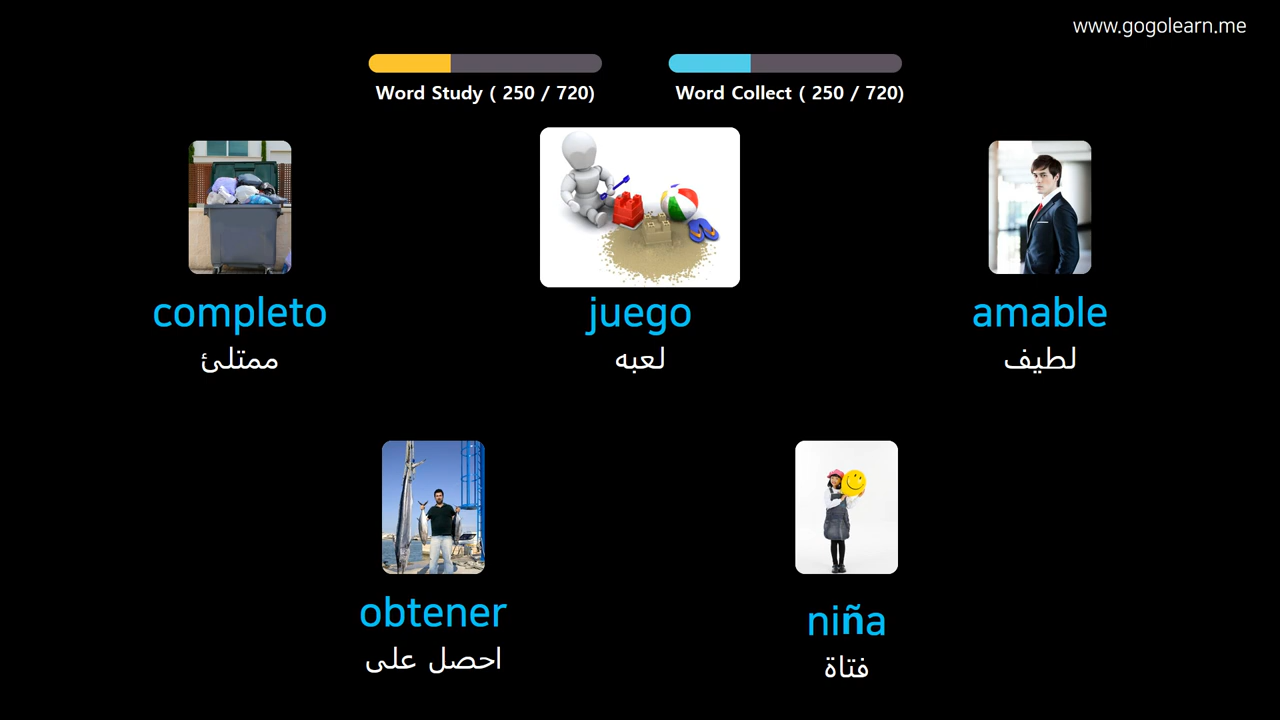 www.gogolearn.me
Word Study ( 250 / 720)
Word Collect ( 250 / 720)
completo
ممتلئ
juego
لعبه
amable
لطيف
obtener
احصل على
niña
فتاة